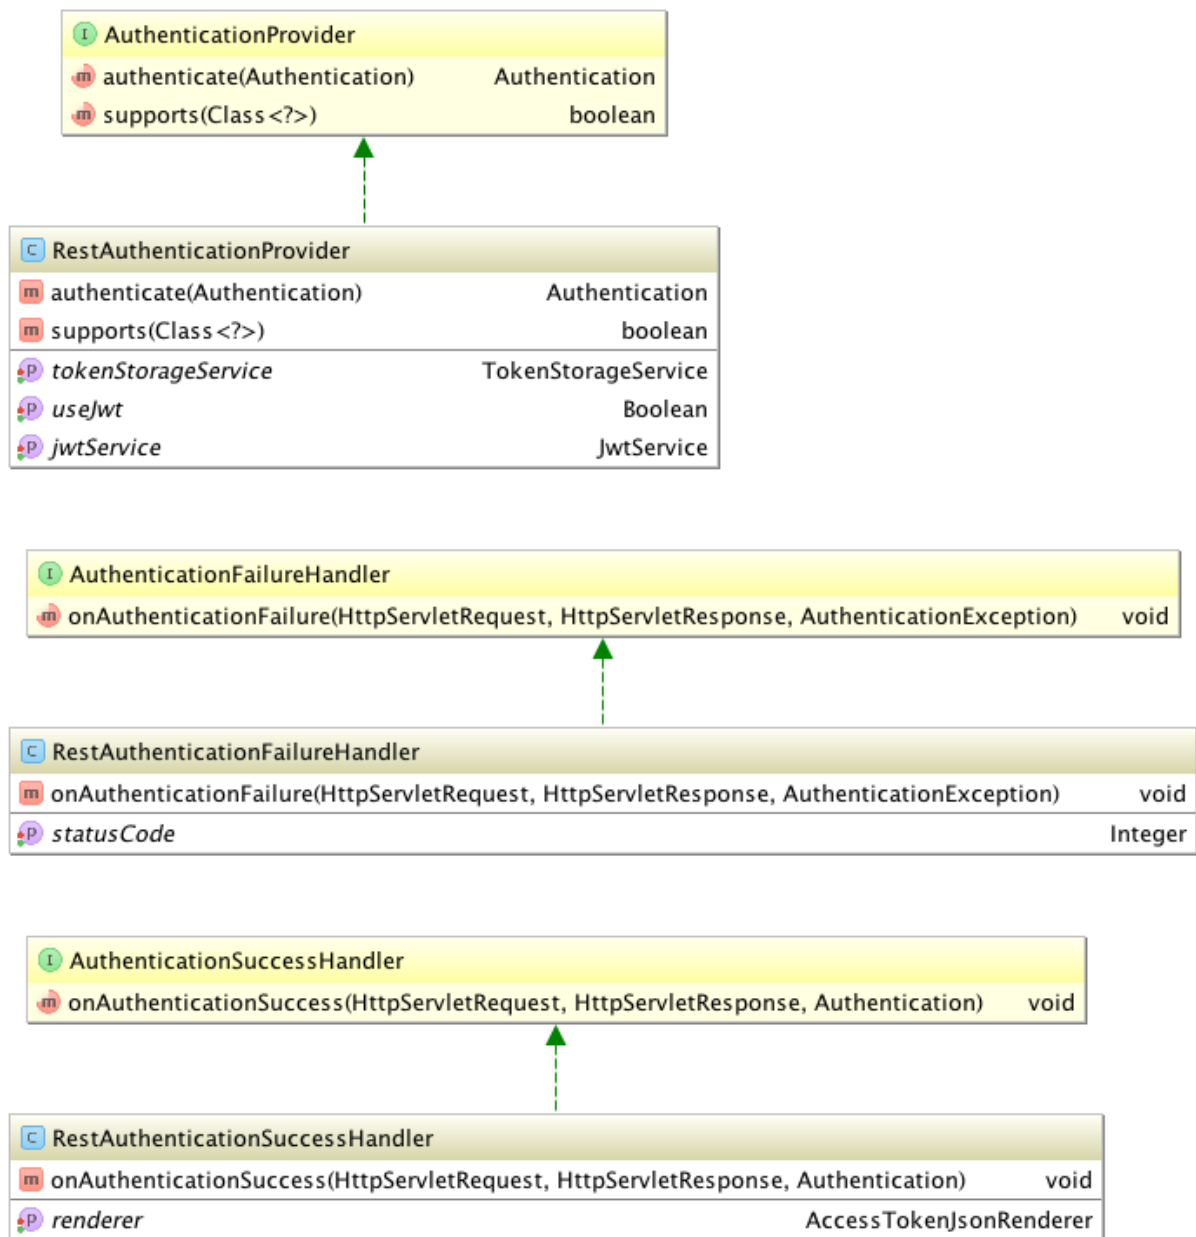 I AuthenticationProvider
m authenticate(Authentication) Authentication
m supports(Class<?>) boolean
C RestAuthenticationProvider
m authenticate(Authentication) Authentication
m supports(Class<?>) boolean
P tokenStorageService TokenStorageService
P useJwt Boolean
P jwtService JwtService
I AuthenticationFailureHandler
m onAuthenticationFailure(HttpServletRequest, HttpServletResponse, AuthenticationException) void
C RestAuthenticationFailureHandler
m onAuthenticationFailure(HttpServletRequest, HttpServletResponse, AuthenticationException) void
P statusCode Integer
I AuthenticationSuccessHandler
m onAuthenticationSuccess(HttpServletRequest, HttpServletResponse, Authentication) void
C RestAuthenticationSuccessHandler
m onAuthenticationSuccess(HttpServletRequest, HttpServletResponse, Authentication) void
P renderer AccessTokenJsonRenderer